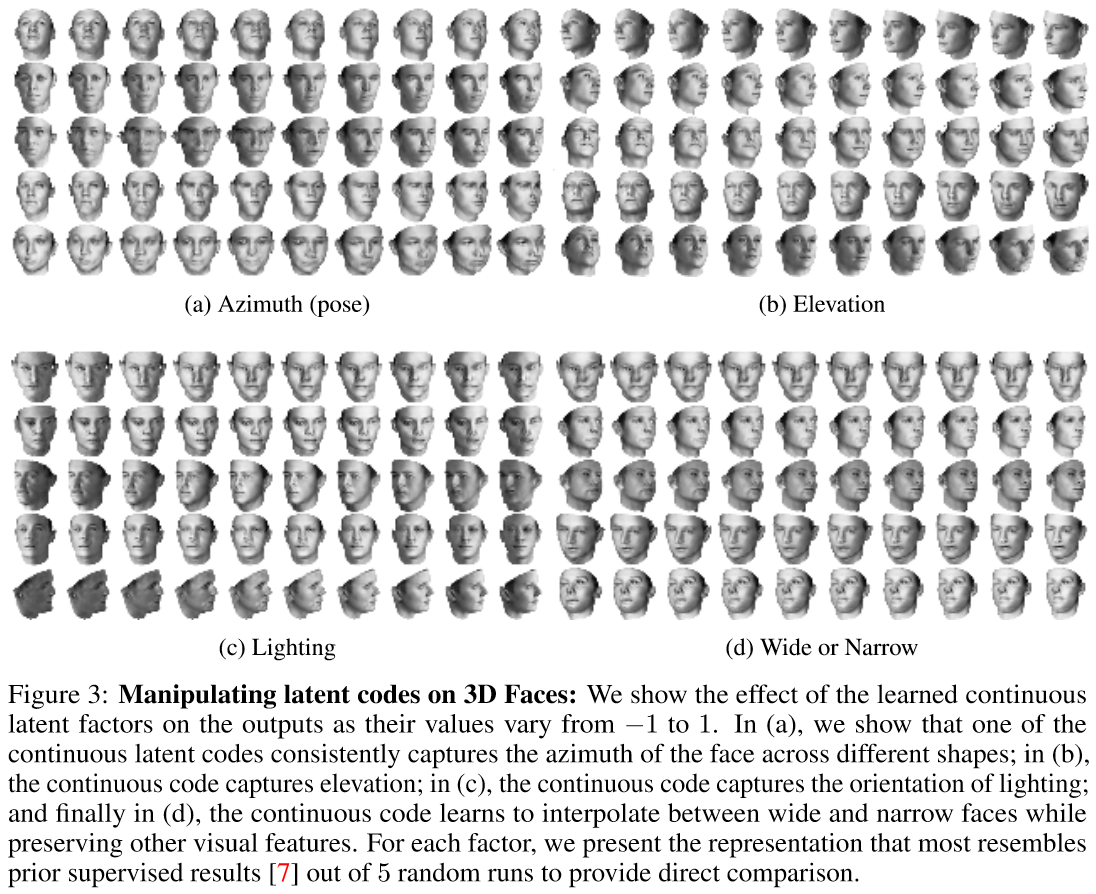 (a) Azimuth (pose)
(b) Elevation
(c) Lighting
(d) Wide or Narrow
Figure 3: Manipulating latent codes on 3D Faces: We show the effect of the learned continuous
latent factors on the outputs as their values vary from −1 to 1. In (a), we show that one of the
continuous latent codes consistently captures the azimuth of the face across different shapes; in (b),
the continuous code captures elevation; in (c), the continuous code captures the orientation of lighting;
and finally in (d), the continuous code learns to interpolate between wide and narrow faces while
preserving other visual features. For each factor, we present the representation that most resembles
prior supervised results [7] out of 5 random runs to provide direct comparison.